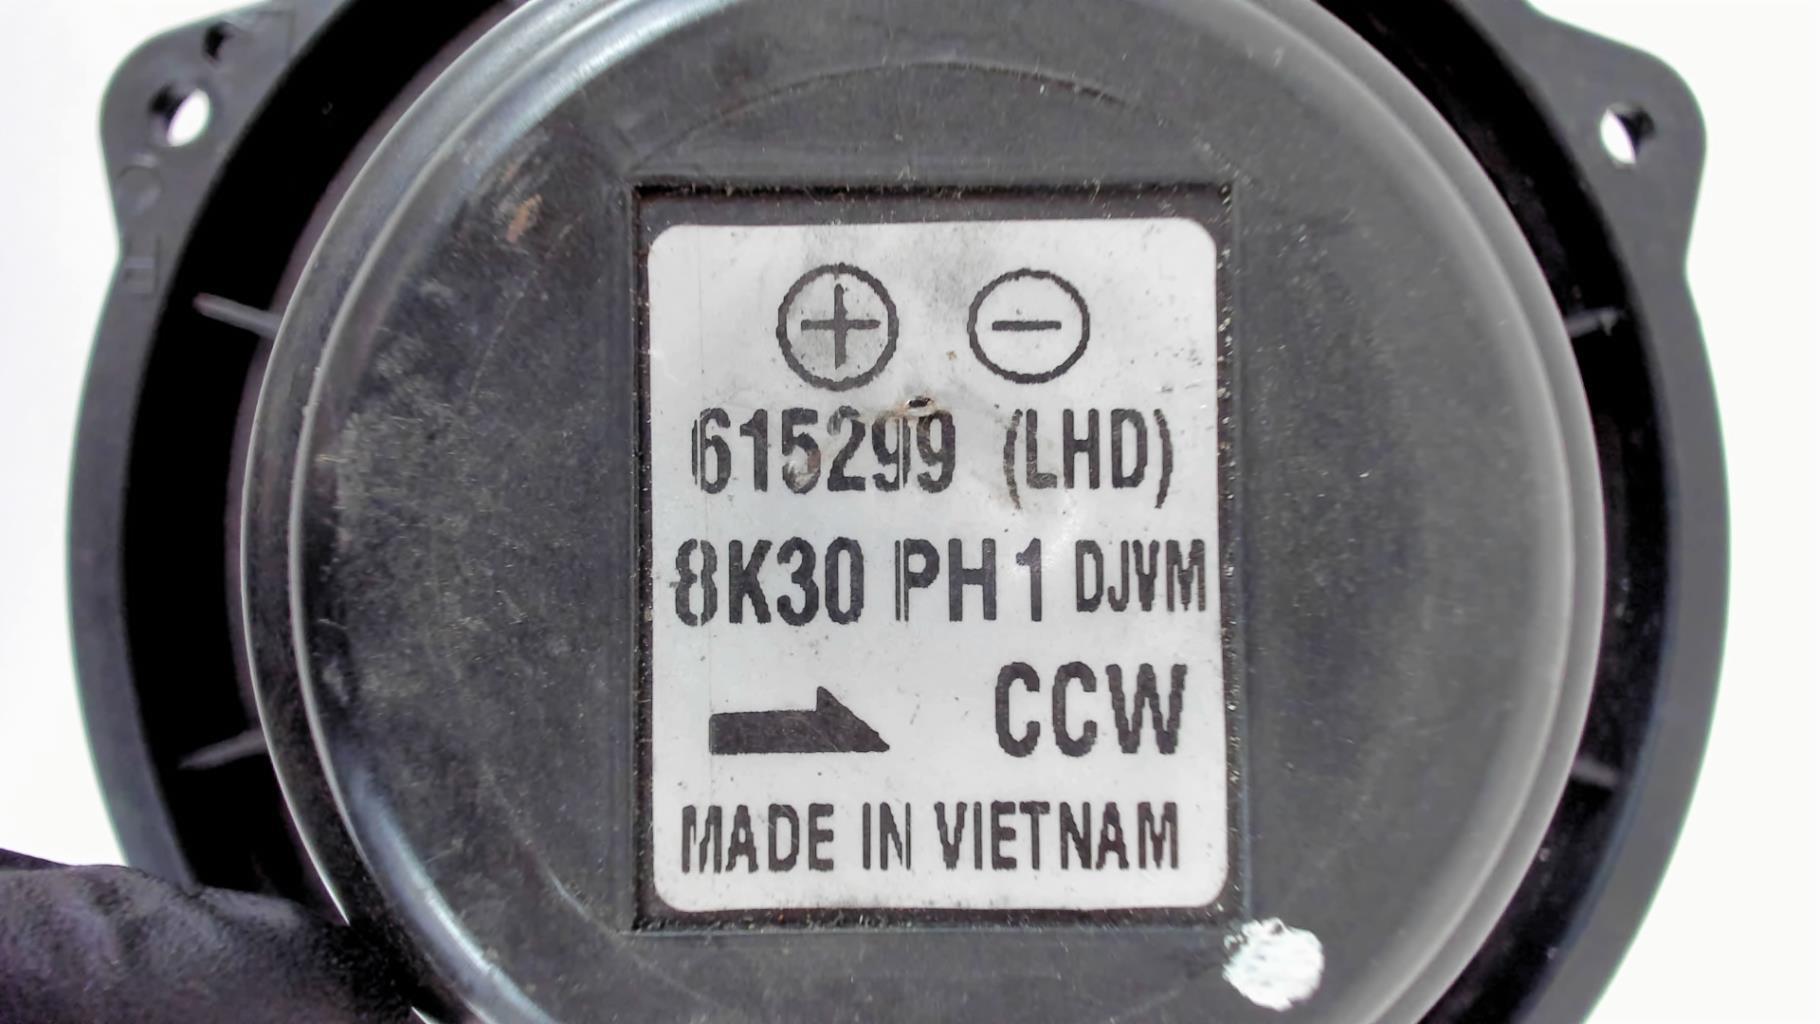 ⊕ ⊖
615299 (LHD)
8K30 PH1 DJVM
CCW
MADE IN VIETNAM